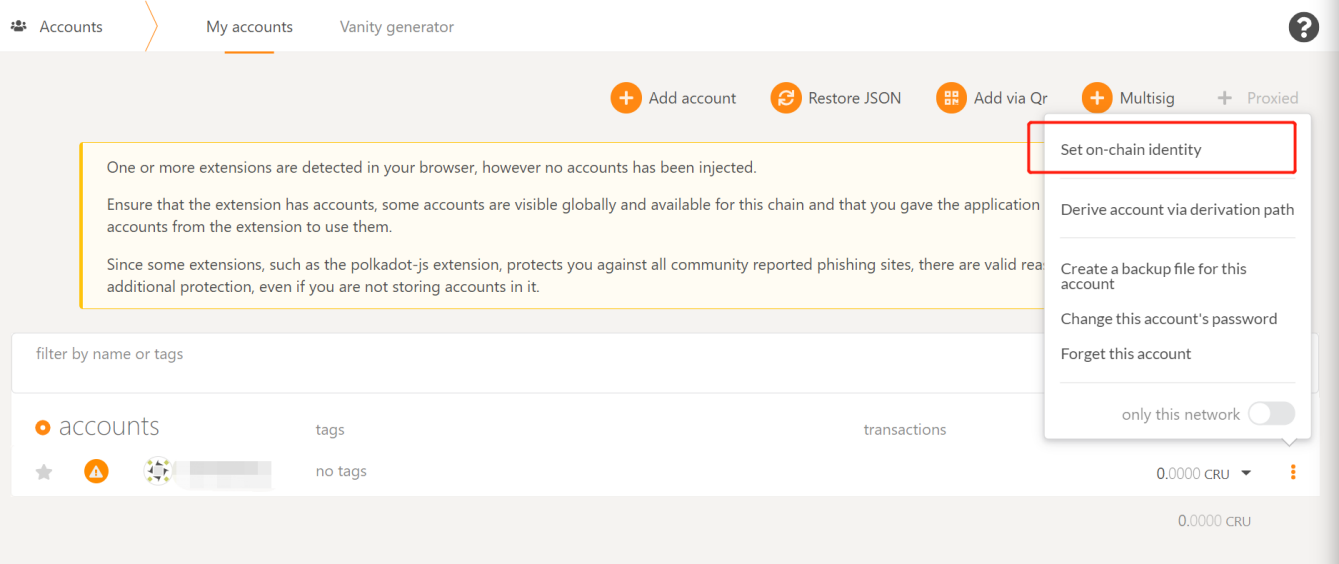 Accounts
My accounts
Vanity generator
Add account
Restore JSON
Add via Qr
Multisig
Proxied
One or more extensions are detected in your browser, however no accounts has been injected.
Ensure that the extension has accounts, some accounts are visible globally and available for this chain and that you gave the application
accounts from the extension to use them.
Since some extensions, such as the polkadot-js extension, protects you against all community reported phishing sites, there are valid
additional protection, even if you are not storing accounts in it.
Set on-chain identity
Derive account via derivation path
Create a backup file for this
account
Change this account's password
Forget this account
only this network
filter by name or tags
accounts
tags
transactions
no tags
0.0000 CRU
0.0000 CRU